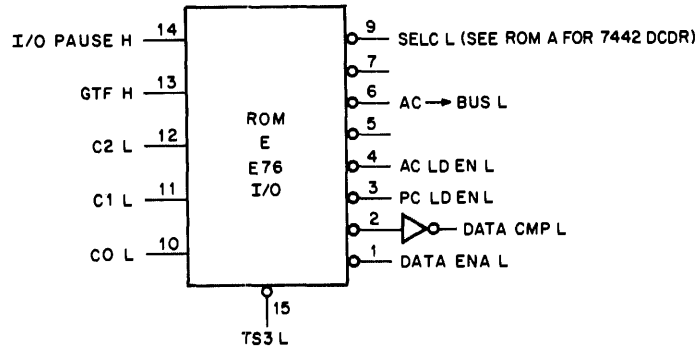 I/O PAUSE H 14
GTF H 13
C2 L 12
C1 L 11
C0 L 10
ROM
E
E76
I/O
9 SELC L (SEE ROM A FOR 7442 DCDR)
7
6 AC → BUS L
5
4 AC LD EN L
3 PC LD EN L
2 DATA CMP L
1 DATA ENA L
15
TS3 L